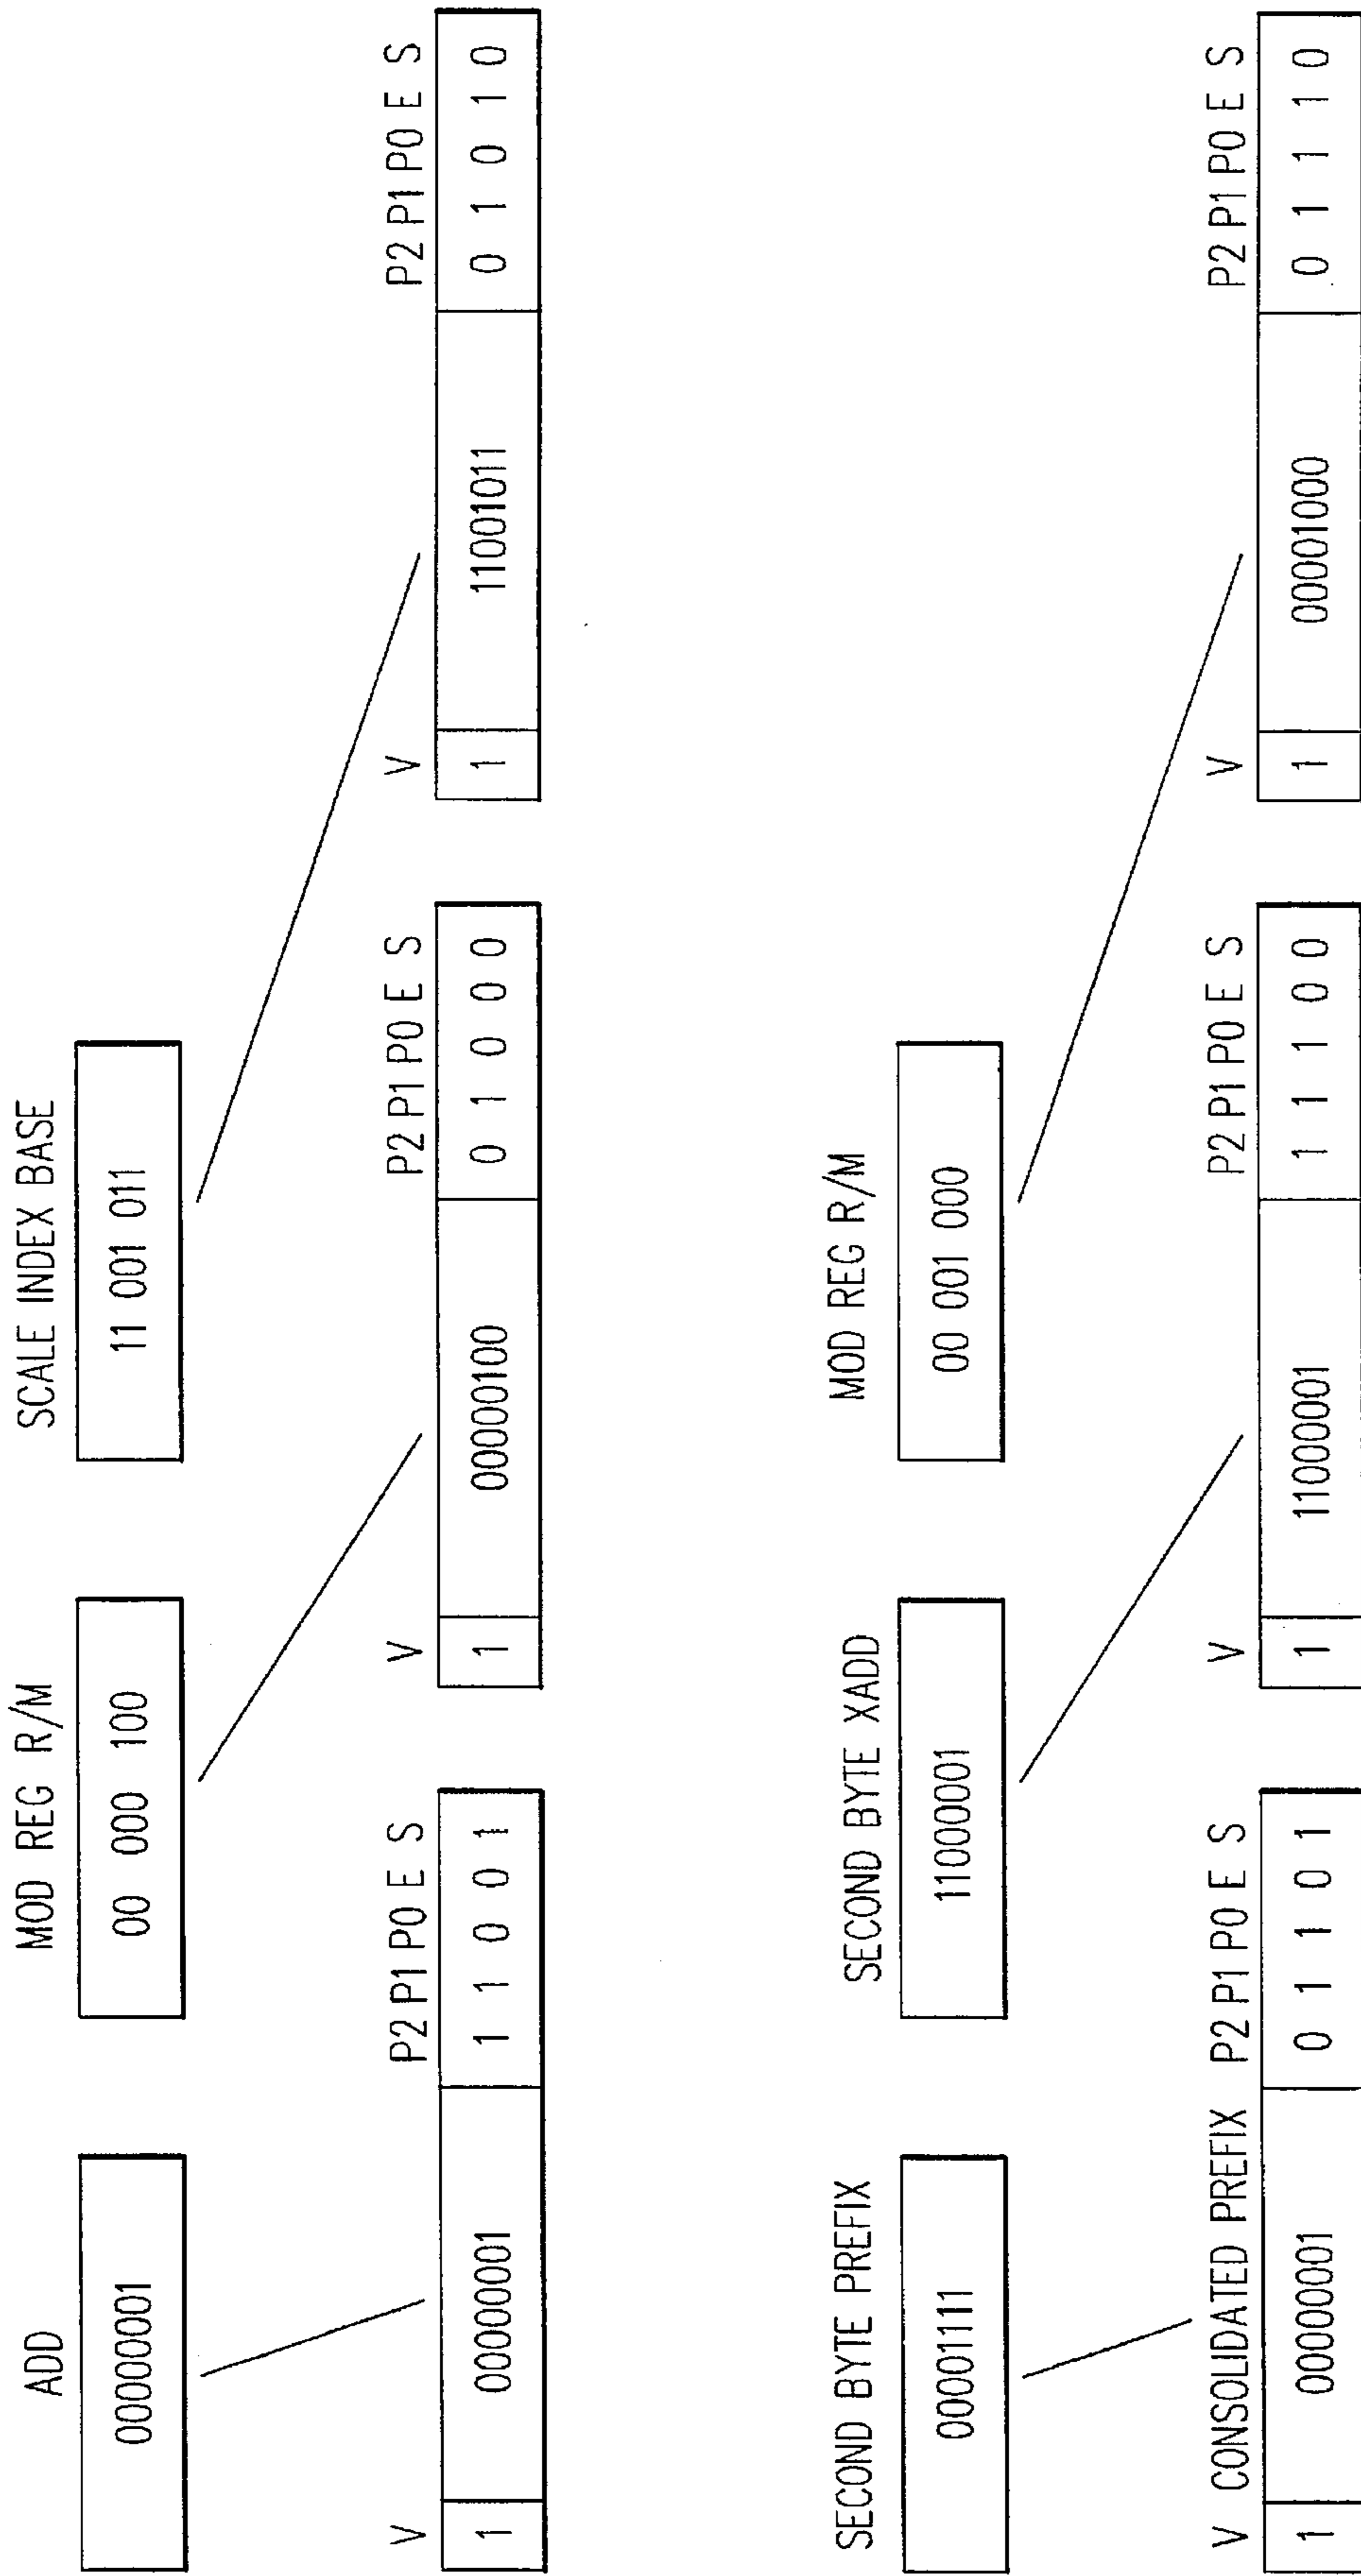 ADD MOD REG R/M SCALE INDEX BASE
00000001 00 000 100 11 001 011
V P2 P1 P0 E S V P2 P1 P0 E S V P2 P1 P0 E S
1 00000001 1 1 0 0 1 1 00000100 0 1 0 0 0 1 11001011 0 1 0 1 0
SECOND BYTE PREFIX SECOND BYTE XADD MOD REG R/M
00001111 11000001 00 001 000
V CONSOLIDATED PREFIX P2 P1 P0 E S V P2 P1 P0 E S V P2 P1 P0 E S
1 00000001 0 1 1 0 1 1 11000001 1 1 1 0 0 1 00001000 0 1 1 1 0